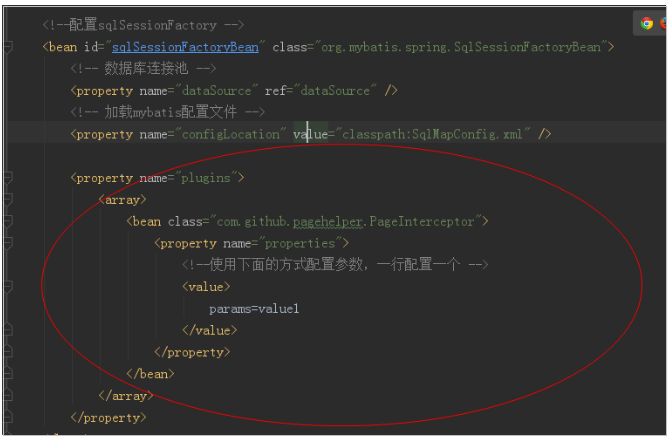 <!--配置sqlSessionFactory -->
<bean id="sqlSessionFactoryBean" class="org.mybatis.spring.SqlSessionFactoryBean">
<!-- 数据库连接池 -->
<property name="dataSource" ref="dataSource" />
<!-- 加载mybatis配置文件 -->
<property name="configLocation" value="classpath:SqlMapConfig.xml" />
<property name="plugins">
<array>
<bean class="com.github.pagehelper.PageInterceptor">
<property name="properties">
<!--使用下面的方式配置参数，一行配置一个 -->
<value>
params=value1
</value>
</property>
</bean>
</array>
</property>